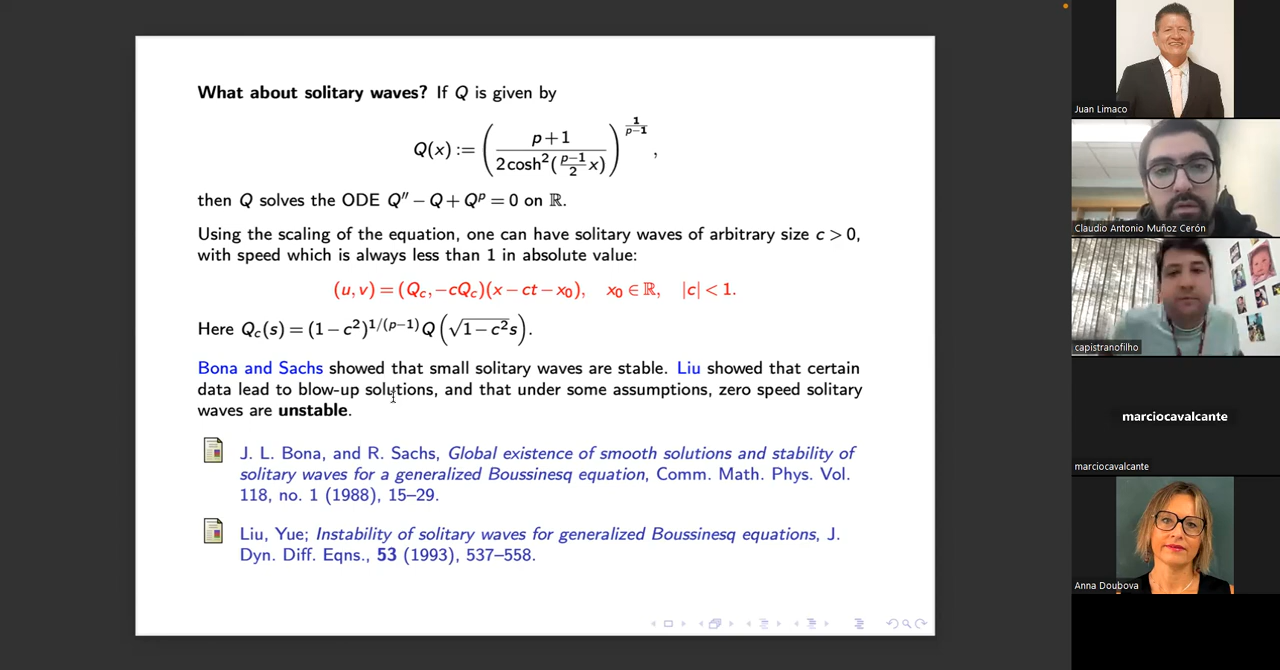 What about solitary waves? If Q is given by
Q(x) := ( p+1 / 2cosh²( p−1 / 2 x) )^{1/(p−1)},
then Q solves the ODE Q″ − Q + Qᵖ = 0 on ℝ.
Using the scaling of the equation, one can have solitary waves of arbitrary size c > 0,
with speed which is always less than 1 in absolute value:
(u, v) = (Q_c, −cQ_c)(x − ct − x₀), x₀ ∈ ℝ, |c| < 1.
Here Q_c(s) = (1 − c²)^{1/(p−1)} Q(√(1 − c²)s).
Bona and Sachs showed that small solitary waves are stable. Liu showed that certain
data lead to blow-up solutions, and that under some assumptions, zero speed solitary
waves are unstable.
J. L. Bona, and R. Sachs, Global existence of smooth solutions and stability of
solitary waves for a generalized Boussinesq equation, Comm. Math. Phys. Vol.
118, no. 1 (1988), 15–29.
Liu, Yue; Instability of solitary waves for generalized Boussinesq equations, J.
Dyn. Diff. Eqns., 53 (1993), 537–558.
Juan Limaco
Claudio Antonio Muñoz Cerón
capistranofilho
marciocavalcante
marciocavalcante
Anna Doubova